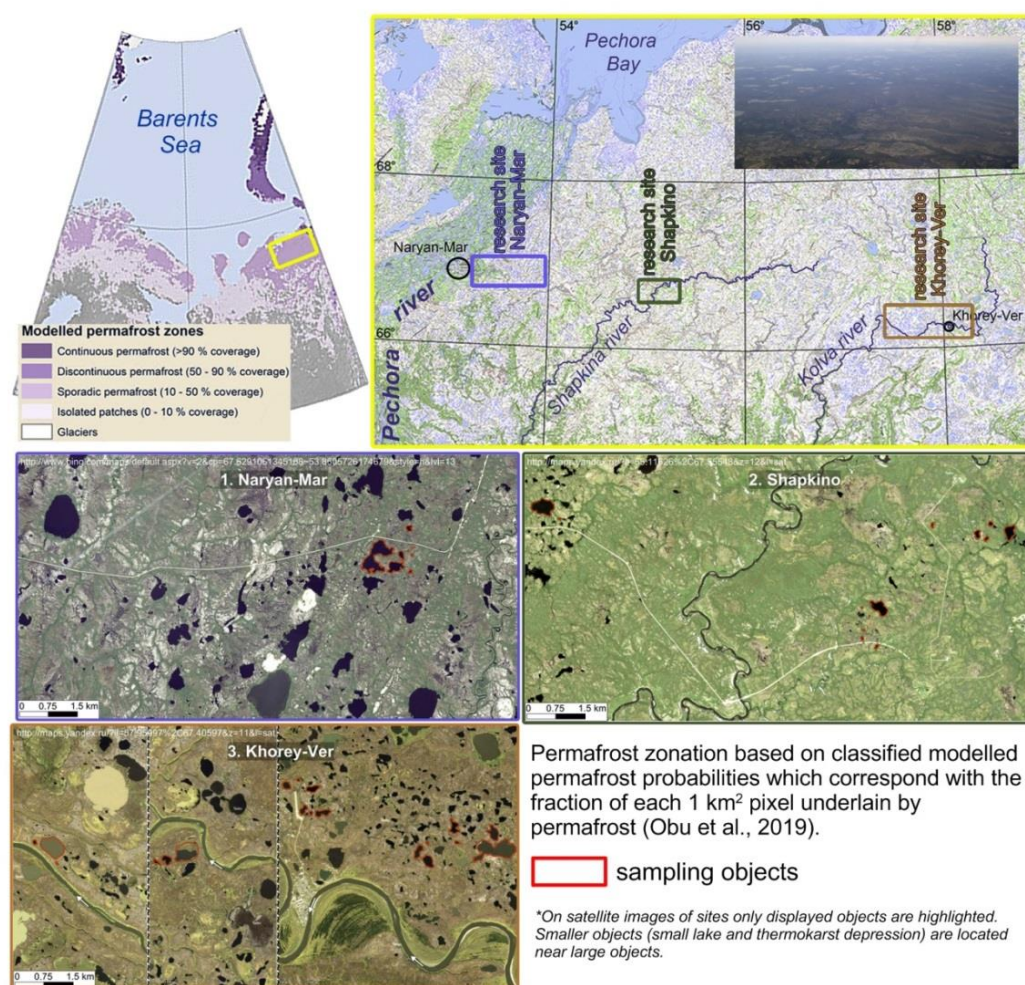 Barents
Sea
Modelled permafrost zones
Continuous permafrost (>90 % coverage)
Discontinuous permafrost (50 - 90 % coverage)
Sporadic permafrost (10 - 50 % coverage)
Isolated patches (0 - 10 % coverage)
Glaciers
54
56
58
Pechora
Bay
68°
66
Naryan-Mar
research site
Naryan-Mar
research site
Shapkino
research site
Khorey-Ver
Khorey-Ver
Pechora river
Shapkina river
Kolva river
1. Naryan-Mar
0 0.75 1.5 km
2. Shapkino
0 0.75 1.5 km
3. Khorey-Ver
0 0.75 1.5 km
Permafrost zonation based on classified modelled
permafrost probabilities which correspond with the
fraction of each 1 km² pixel underlain by
permafrost (Obu et al., 2019).
sampling objects
*On satellite images of sites only displayed objects are highlighted.
Smaller objects (small lake and thermokarst depression) are located
near large objects.